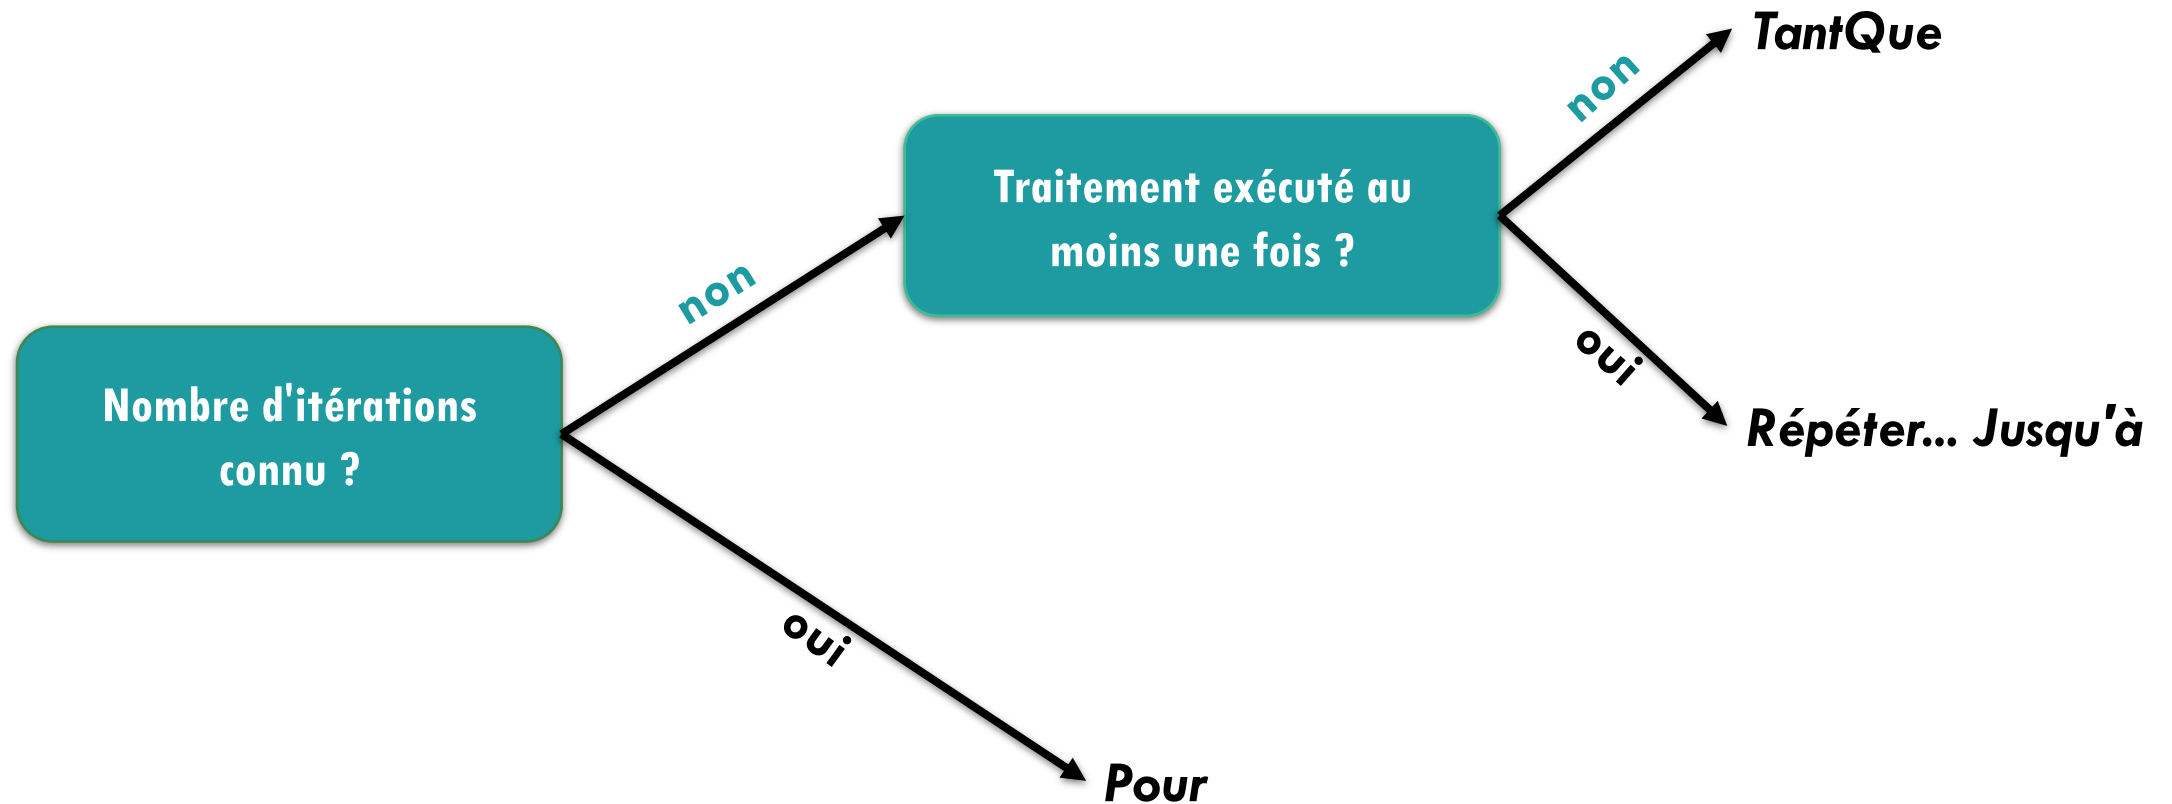 TantQue
non
Traitement exécuté au
moins une fois ?
non
oui
Nombre d'itérations
connu ?
Répéter... Jusqu'à
oui
Pour